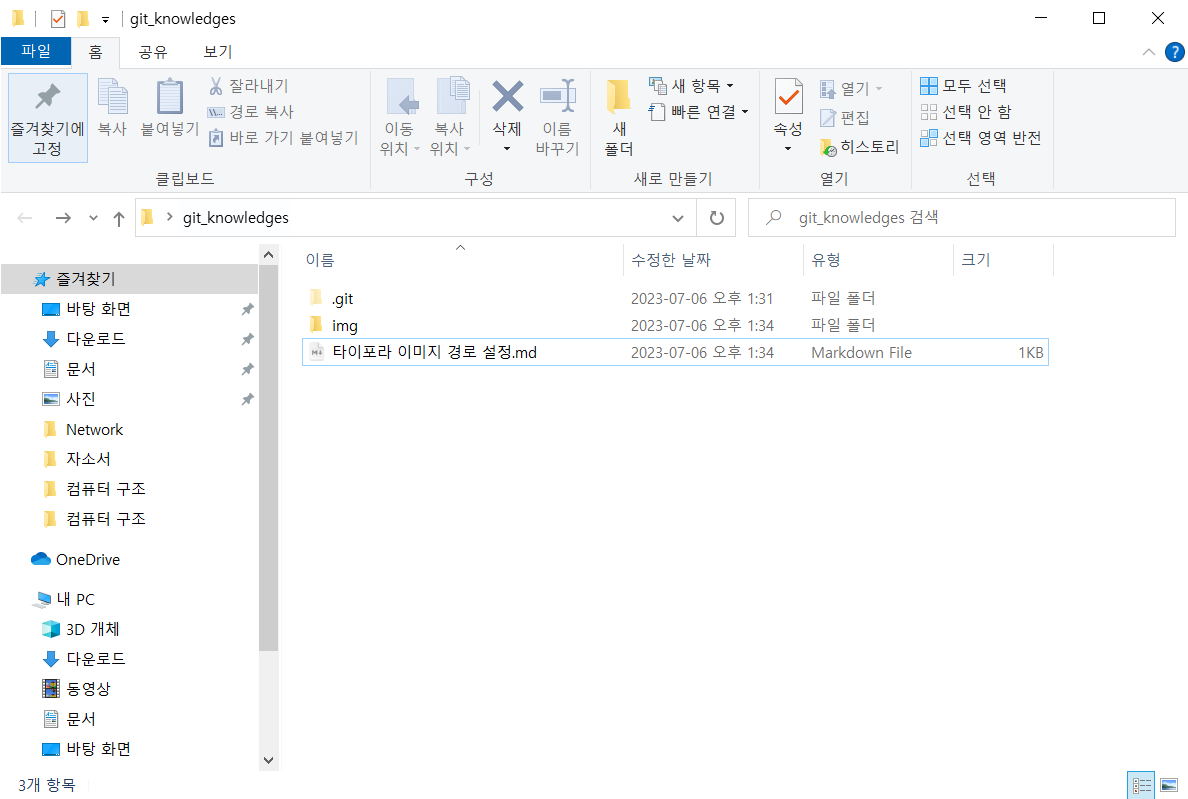 git_knowledges
파일
홈
공유
보기
즐겨찾기에
고정
복사
붙여넣기
잘라내기
경로 복사
바로 가기 붙여넣기
클립보드
이동
위치
복사
위치
삭제
이름
바꾸기
구성
새
폴더
새 항목
빠른 연결
새로 만들기
속성
열기
편집
히스토리
열기
모두 선택
선택 안 함
선택 영역 반전
선택
git_knowledges
git_knowledges 검색
이름 수정한 날짜 유형 크기
.git 2023-07-06 오후 1:31 파일 폴더
img 2023-07-06 오후 1:34 파일 폴더
타이포라 이미지 경로 설정.md 2023-07-06 오후 1:34 Markdown File 1KB
즐겨찾기
바탕 화면
다운로드
문서
사진
Network
자소서
컴퓨터 구조
컴퓨터 구조
OneDrive
내 PC
3D 개체
다운로드
동영상
문서
바탕 화면
3개 항목